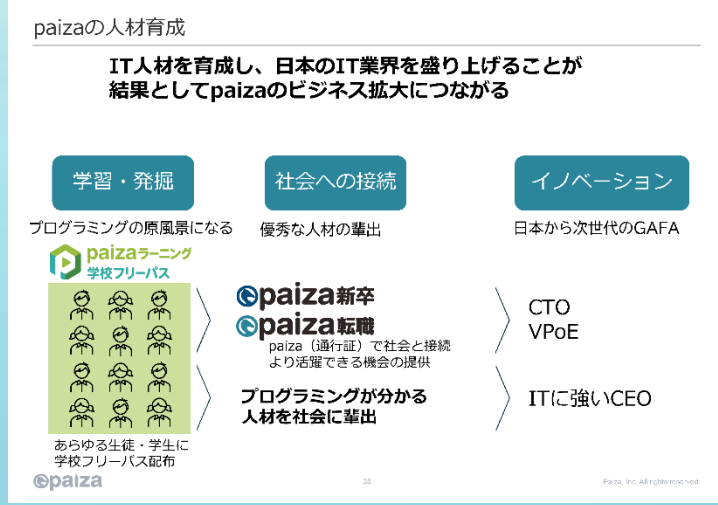 paizaの人材育成
IT人材を育成し、日本のIT業界を盛り上げることが
結果としてpaizaのビジネス拡大につながる
学習・発掘
社会への接続
イノベーション
プログラミングの原風景になる
優秀な人材の輩出
日本から次世代のGAFA
paizaラーニング
学校フリーパス
paiza新卒
paiza転職
paiza（通行証）で社会と接続
より活躍できる機会の提供
CTO
VPoE
プログラミングが分かる
人材を社会に輩出
ITに強いCEO
あらゆる生徒・学生に
学校フリーパス配布
paiza
28
Paiza, Inc. All rights reserved